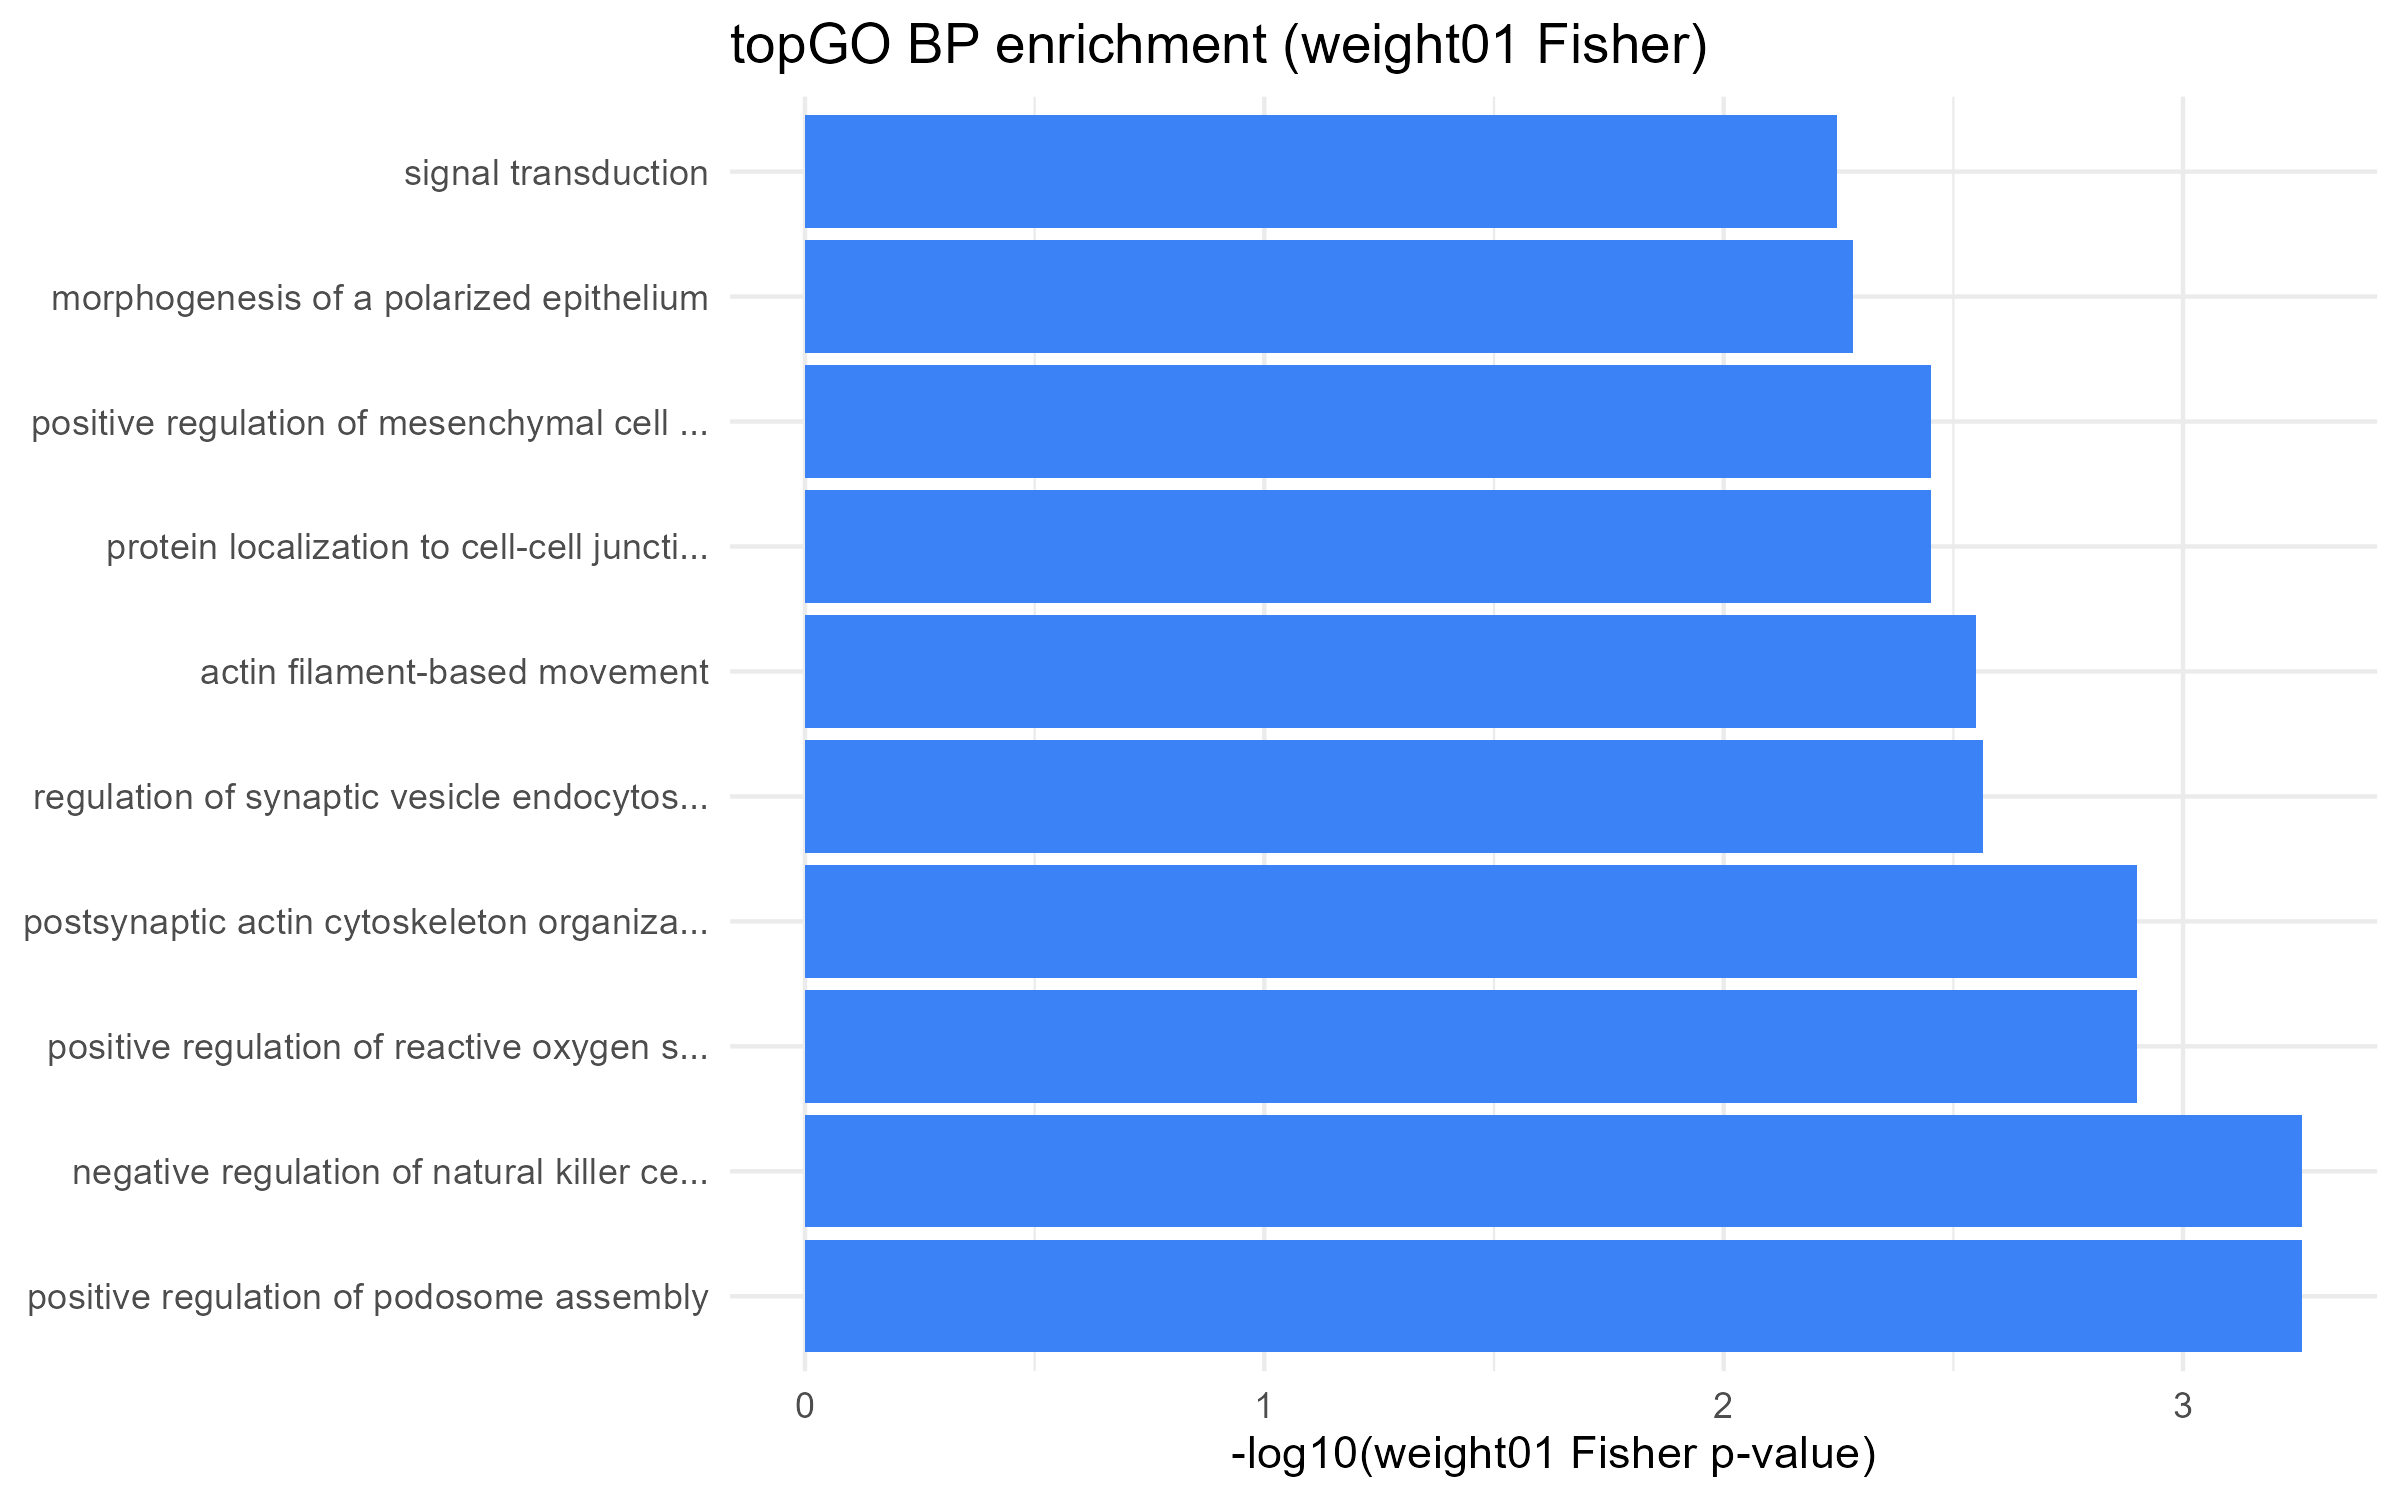 topGO BP enrichment (weight01 Fisher)
signal transduction
morphogenesis of a polarized epithelium
positive regulation of mesenchymal cell ...
protein localization to cell-cell juncti...
actin filament-based movement
regulation of synaptic vesicle endocytos...
postsynaptic actin cytoskeleton organiza...
positive regulation of reactive oxygen s...
negative regulation of natural killer ce...
positive regulation of podosome assembly
0 1 2 3
-log10(weight01 Fisher p-value)